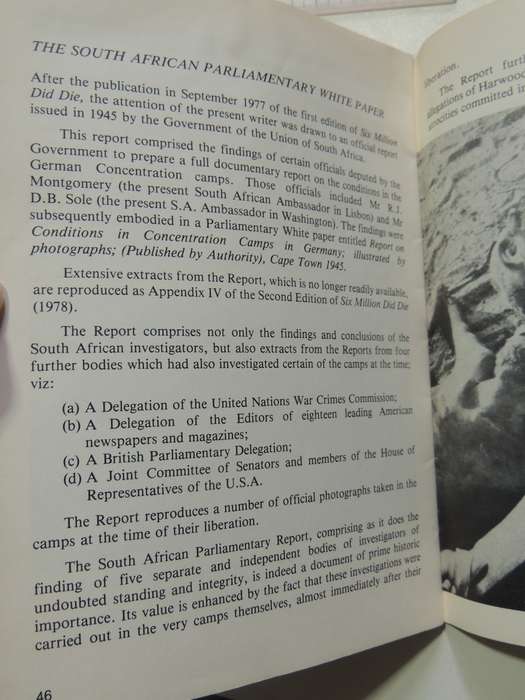 THE SOUTH AFRICAN PARLIAMENTARY WHITE PAPER
After the publication in September 1977 of the first edition of Six Million
Did Die, the attention of the present writer was drawn to an official report
issued in 1945 by the Government of the Union of South Africa.
This report comprised the findings of certain officials deputed by the
Government to prepare a full documentary report on the conditions in the
German Concentration camps. Those officials included Mr R.J.
Montgomery (the present South African Ambassador in Lisbon) and Mr
D.B. Sole (the present S.A. Ambassador in Washington). The findings were
subsequently embodied in a Parliamentary White paper entitled Report on
Conditions in Concentration Camps in Germany; illustrated by
photographs; (Published by Authority), Cape Town 1945.
Extensive extracts from the Report, which is no longer readily available,
are reproduced as Appendix IV of the Second Edition of Six Million Did Die
(1978).
The Report comprises not only the findings and conclusions of the
South African investigators, but also extracts from the Reports from four
further bodies which had also investigated certain of the camps at the time;
viz:
(a) A Delegation of the United Nations War Crimes Commission;
(b) A Delegation of the Editors of eighteen leading American
newspapers and magazines;
(c) A British Parliamentary Delegation;
(d) A Joint Committee of Senators and members of the House of
Representatives of the U.S.A.
The Report reproduces a number of official photographs taken in the
camps at the time of their liberation.
The South African Parliamentary Report, comprising as it does the
finding of five separate and independent bodies of investigators of
undoubted standing and integrity, is indeed a document of prime historic
importance. Its value is enhanced by the fact that these investigations were
carried out in the very camps themselves, almost immediately after their
46
liberation.
The Report
allegations of Harwood
atrocities committed in